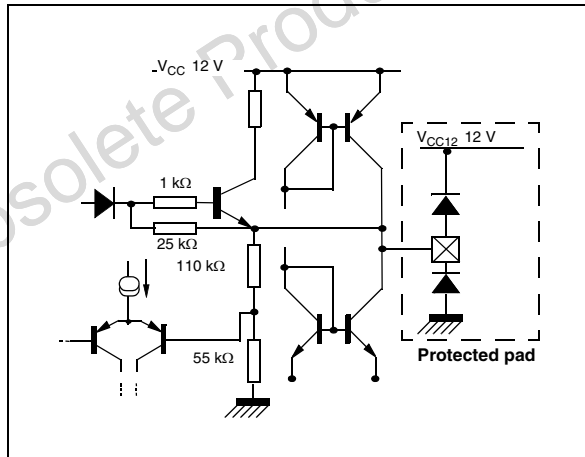 V_CC 12 V
V_CC12 12 V
1 kΩ
25 kΩ
110 kΩ
55 kΩ
Protected pad